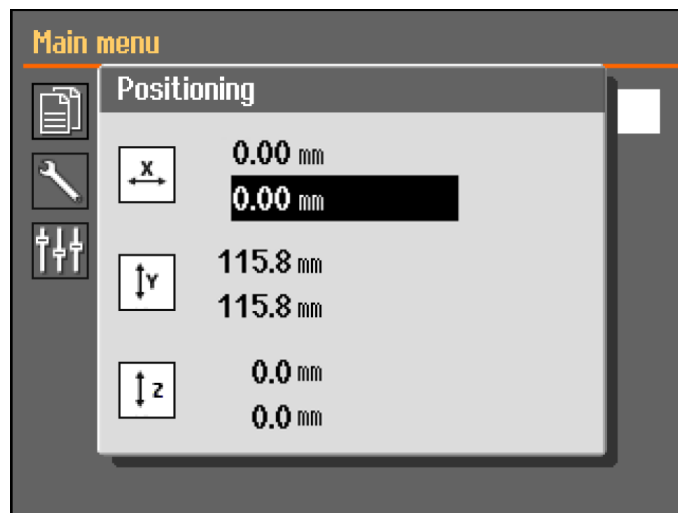 Main menu
Positioning
X
0.00 mm
0.00 mm
Y
115.8 mm
115.8 mm
Z
0.0 mm
0.0 mm